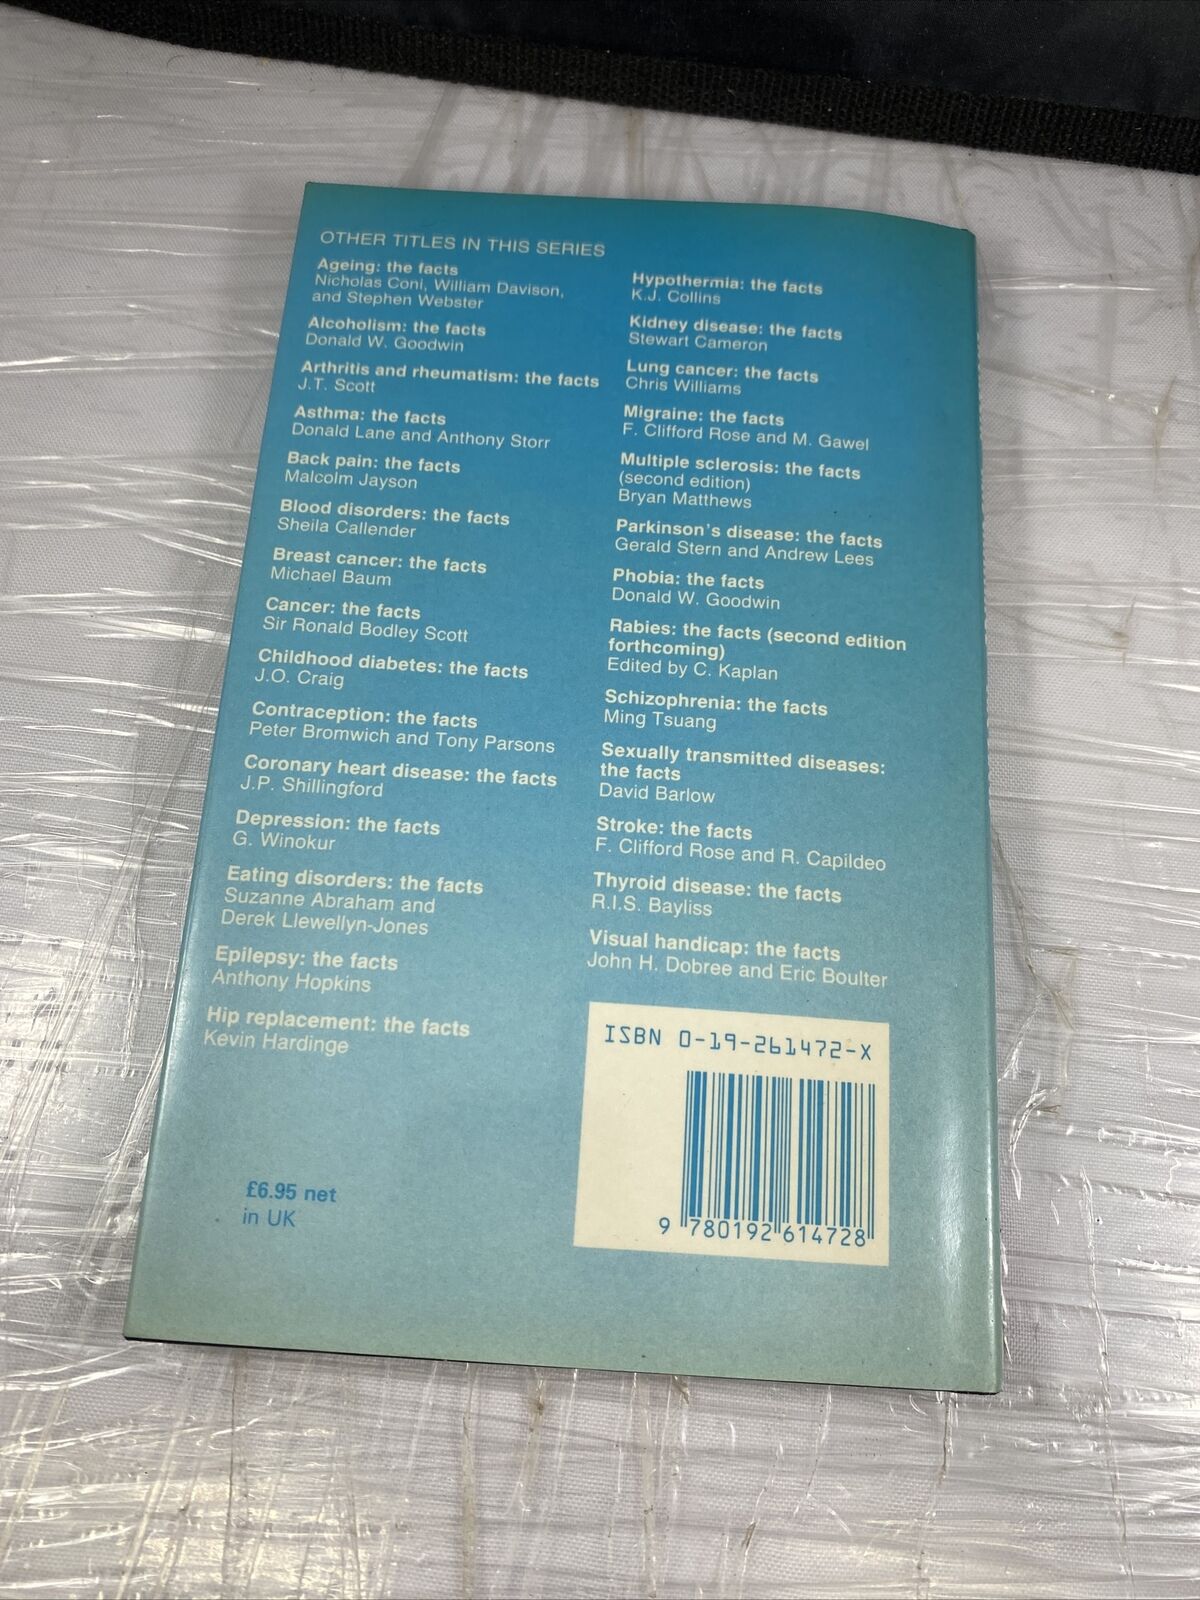 OTHER TITLES IN THIS SERIES
Ageing: the facts
Nicholas Coni, William Davison,
and Stephen Webster
Alcoholism: the facts
Donald W. Goodwin
Arthritis and rheumatism: the facts
J.T. Scott
Asthma: the facts
Donald Lane and Anthony Storr
Back pain: the facts
Malcolm Jayson
Blood disorders: the facts
Sheila Callender
Breast cancer: the facts
Michael Baum
Cancer: the facts
Sir Ronald Bodley Scott
Childhood diabetes: the facts
J.O. Craig
Contraception: the facts
Peter Bromwich and Tony Parsons
Coronary heart disease: the facts
J.P. Shillingford
Depression: the facts
G. Winokur
Eating disorders: the facts
Suzanne Abraham and
Derek Llewellyn-Jones
Epilepsy: the facts
Anthony Hopkins
Hip replacement: the facts
Kevin Hardinge
Hypothermia: the facts
K.J. Collins
Kidney disease: the facts
Stewart Cameron
Lung cancer: the facts
Chris Williams
Migraine: the facts
F. Clifford Rose and M. Gawel
Multiple sclerosis: the facts
(second edition)
Bryan Matthews
Parkinson's disease: the facts
Gerald Stern and Andrew Lees
Phobia: the facts
Donald W. Goodwin
Rabies: the facts (second edition
forthcoming)
Edited by C. Kaplan
Schizophrenia: the facts
Ming Tsuang
Sexually transmitted diseases:
the facts
David Barlow
Stroke: the facts
F. Clifford Rose and R. Capildeo
Thyroid disease: the facts
R.I.S. Bayliss
Visual handicap: the facts
John H. Dobree and Eric Boulter
ISBN 0-19-261472-X
9 780192 614728
£6.95 net
in UK